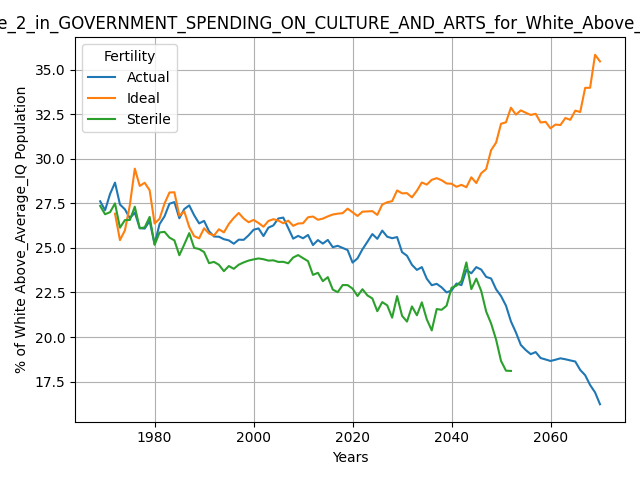 e_2_in_GOVERNMENT_SPENDING_ON_CULTURE_AND_ARTS_for_White_Above_
Fertility
Actual
Ideal
Sterile
35.0
32.5
30.0
27.5
25.0
22.5
20.0
17.5
% of White Above_Average_IQ Population
1980
2000
2020
2040
2060
Years